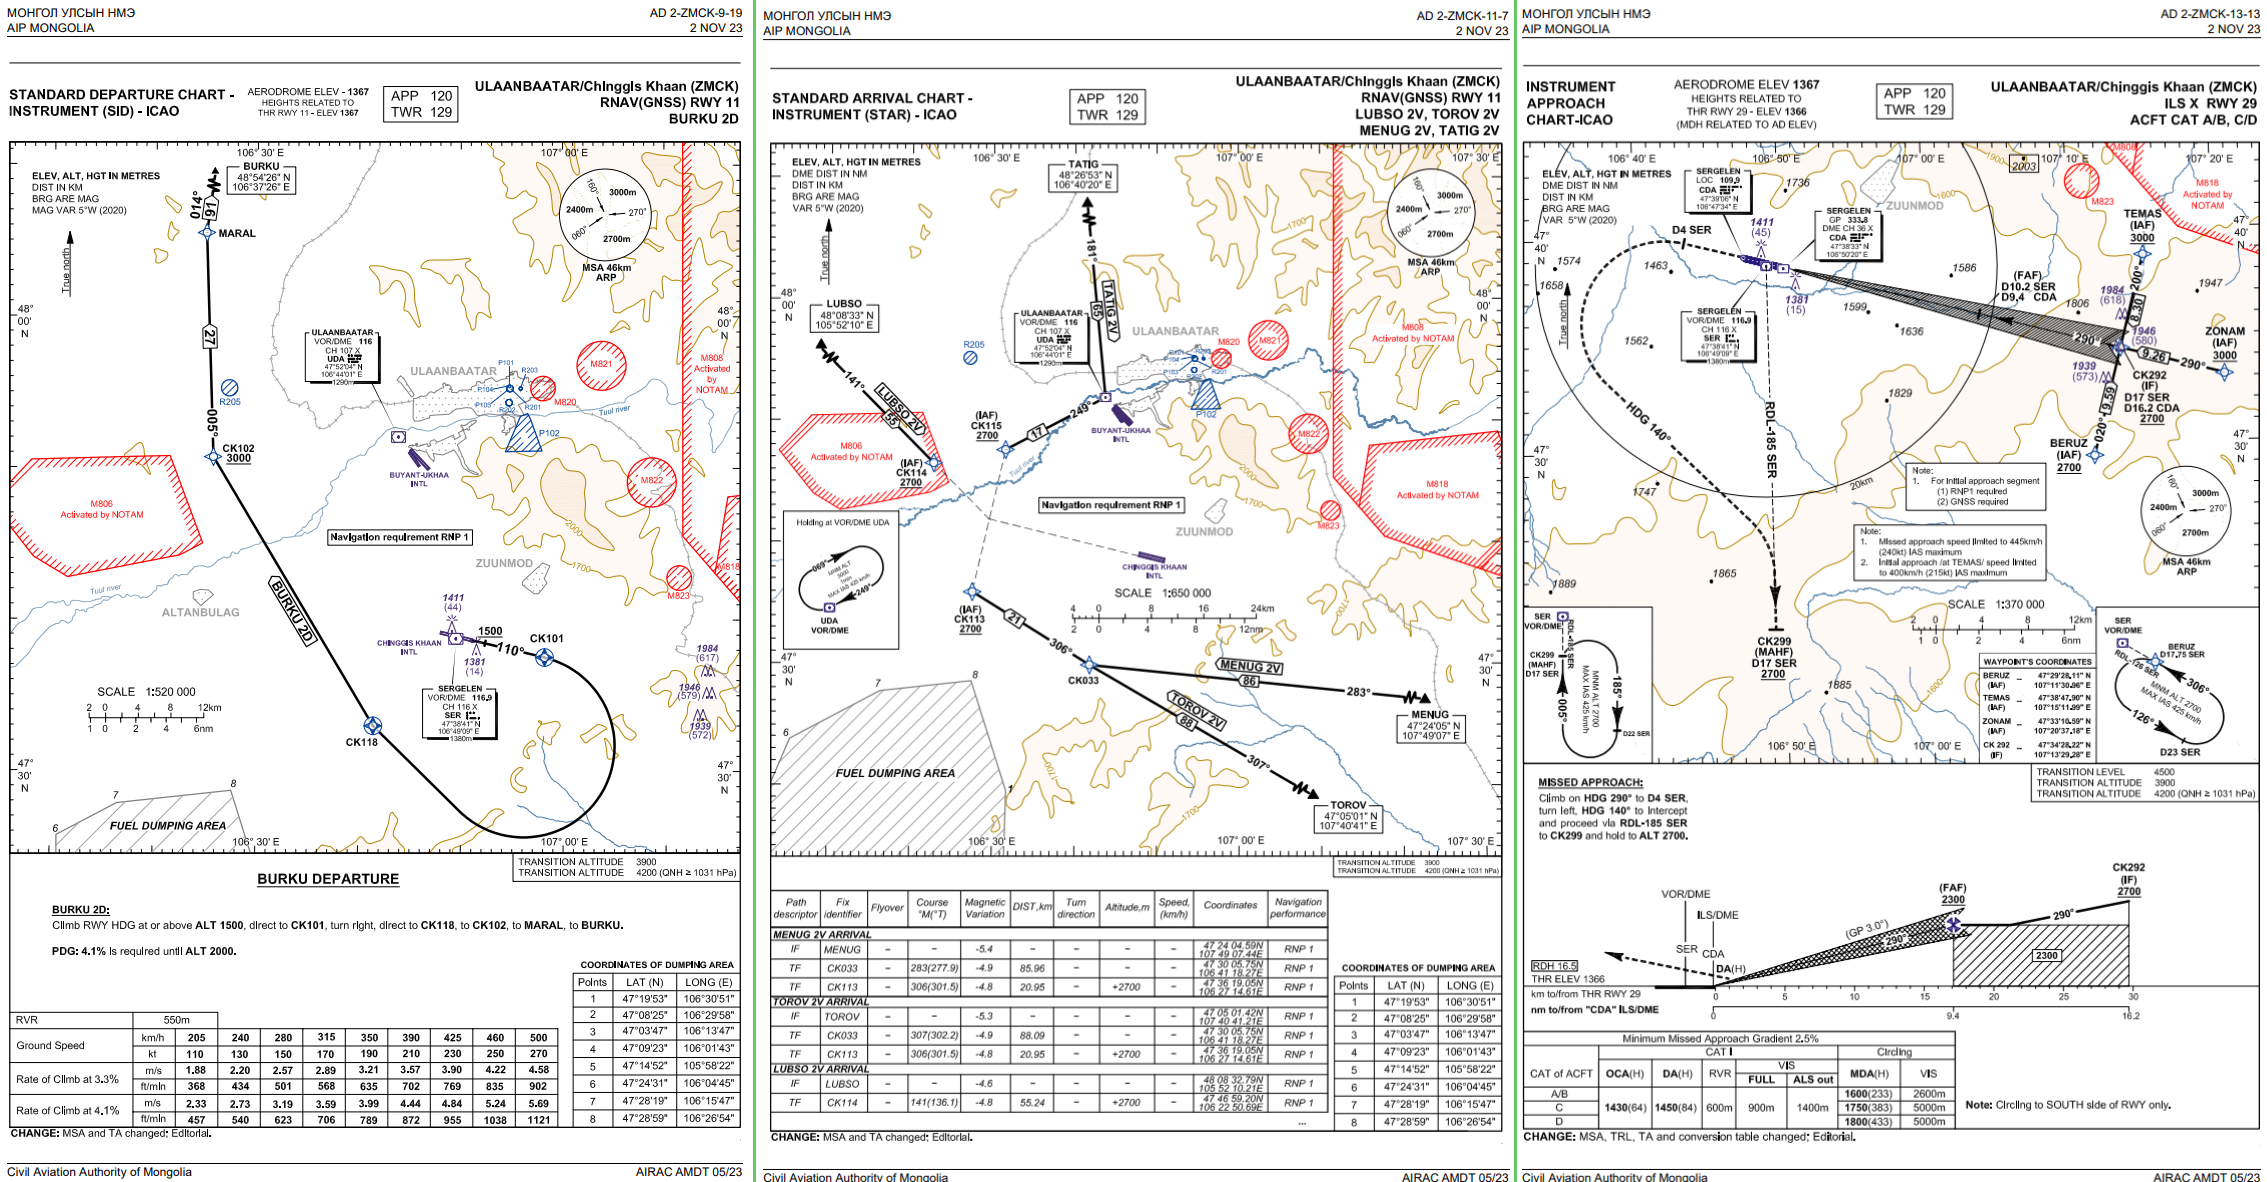 МОНГОЛ УЛСЫН НМЭ
AIP MONGOLIA
AD 2-ZMCK-9-19
2 NOV 23
STANDARD DEPARTURE CHART -
INSTRUMENT (SID) - ICAO
AERODROME ELEV - 1367
HEIGHTS RELATED TO
THR RWY 11 - ELEV 1367
APP 120
TWR 129
ULAANBAATAR/ChInggIs Khaan (ZMCK)
RNAV(GNSS) RWY 11
BURKU 2D
106° 30' E
107° 00' E
ELEV, ALT, HGT IN METRES
DIST IN KM
BRG ARE MAG
MAG VAR 5°W (2020)
True north
BURKU
48°54'26" N
106°37'26" E
014°
91
MARAL
27
005°
CK102
3000
R205
160°
3000m
2400m
270°
060°
2700m
MSA 46km
ARP
48°
00'
N
ULAANBAATAR
VOR/DME 116
CH 107 X
UDA
47°52'04" N
106°44'01" E
1290m
ULAANBAATAR
P101
R203
P104
P103
R202
R201
M820
M821
M808
Activated
by
NOTAM
Tuul river
P102
BUYANT-UKHAA
INTL
M822
M806
Activated by NOTAM
2000
1700
Navigation requirement RNP 1
ZUUNMOD
M818
M823
Tuul river
ALTANBULAG
BURKU 2D
1411
(44)
CHINGGIS KHAAN
INTL
1500
110°
CK101
1381
(14)
1984
(617)
1946
(579)
1939
(572)
SERGELEN
VOR/DME 116.9
CH 116 X
SER
47°38'41" N
106°49'09" E
1380m
SCALE 1:520 000
2 0 4 8 12km
2 0 2 4 6nm
CK118
47°
30'
N
6
7
8
FUEL DUMPING AREA
106° 30' E
107° 00' E
TRANSITION ALTITUDE 3900
TRANSITION ALTITUDE 4200 (QNH ≥ 1031 hPa)
BURKU DEPARTURE
BURKU 2D:
Climb RWY HDG at or above ALT 1500, direct to CK101, turn right, direct to CK118, to CK102, to MARAL, to BURKU.
PDG: 4.1% Is required until ALT 2000.
COORDINATES OF DUMPING AREA
Points LAT (N) LONG (E)
1 47°19'53" 106°30'51"
2 47°08'25" 106°29'58"
3 47°03'47" 106°13'47"
4 47°09'23" 106°01'43"
5 47°14'52" 105°58'22"
6 47°24'31" 106°04'45"
7 47°28'19" 106°15'47"
8 47°28'59" 106°26'54"
RVR 550m
Ground Speed km/h 205 240 280 315 350 390 425 460 500
kt 110 130 150 170 190 210 230 250 270
Rate of Climb at 3.3% m/s 1.88 2.20 2.57 2.89 3.21 3.57 3.90 4.22 4.58
ft/min 368 434 501 568 635 702 769 835 902
Rate of Climb at 4.1% m/s 2.33 2.73 3.19 3.59 3.99 4.44 4.84 5.24 5.69
ft/min 457 540 623 706 789 872 955 1038 1121
CHANGE: MSA and TA changed; Editorial.
Civil Aviation Authority of Mongolia
AIRAC AMDT 05/23
МОНГОЛ УЛСЫН НМЭ
AIP MONGOLIA
AD 2-ZMCK-11-7
2 NOV 23
STANDARD ARRIVAL CHART -
INSTRUMENT (STAR) - ICAO
APP 120
TWR 129
ULAANBAATAR/ChInggIs Khaan (ZMCK)
RNAV(GNSS) RWY 11
LUBSO 2V, TOROV 2V
MENUG 2V, TATIG 2V
106° 30' E
107° 00' E
107° 30' E
ELEV, ALT, HGT IN METRES
DME DIST IN NM
DIST IN KM
BRG ARE MAG
VAR 5°W (2020)
True north
TATIG
48°26'53" N
106°40'20" E
181°
TATIG 2V
65
1700
160°
3000m
2400m
270°
060°
2700m
MSA 46km
ARP
48°
00'
N
LUBSO
48°08'33" N
105°52'10" E
141°
LUBSO 2V
55
ULAANBAATAR
VOR/DME 116
CH 107 X
UDA
47°52'04" N
106°44'01" E
1290m
ULAANBAATAR
R205
P104
P103
R202
R201
P102
M820
M821
M808
Activated by NOTAM
249°
17
(IAF)
CK115
2700
BUYANT-UKHAA
INTL
M806
Activated by NOTAM
(IAF)
CK114
2700
Tuul river
2000
1700
M822
M818
Activated by NOTAM
M823
Navigation requirement RNP 1
ZUUNMOD
Holding at VOR/DME UDA
069°
MNM ALT
3000
1min
MAX IAS 425 km/h
249°
UDA
VOR/DME
CHINGGIS KHAAN
INTL
SCALE 1:650 000
4 0 8 16 24km
2 0 4 8 12nm
1700
(IAF)
CK113
2700
21
306°
CK033
MENUG 2V
86
283°
MENUG
47°24'05" N
107°49'07" E
TOROV 2V
88
307°
TOROV
47°05'01" N
107°40'41" E
47°
30'
N
6
7
8
1
FUEL DUMPING AREA
1700
1700
106° 30' E
107° 00' E
107° 30' E
TRANSITION ALTITUDE 3900
TRANSITION ALTITUDE 4200 (QNH ≥ 1031 hPa)
Path descriptor Fix identifier Flyover Course °M(°T) Magnetic Variation DIST, km Turn direction Altitude,m Speed, (km/h) Coordinates Navigation performance
MENUG 2V ARRIVAL
IF MENUG – – -5.4 – – – 47 24 04.59N 107 49 07.44E RNP 1
TF CK033 – 283(277.9) -4.9 85.96 – – – 47 30 05.75N 106 41 18.27E RNP 1
TF CK113 – 306(301.5) -4.8 20.95 – +2700 – 47 36 19.05N 106 27 14.61E RNP 1
TOROV 2V ARRIVAL
IF TOROV – – -5.3 – – – – 47 05 01.42N 107 40 41.21E RNP 1
TF CK033 – 307(302.2) -4.9 88.09 – – – 47 30 05.75N 106 41 18.27E RNP 1
TF CK113 – 306(301.5) -4.8 20.95 – +2700 – 47 36 19.05N 106 27 14.61E RNP 1
LUBSO 2V ARRIVAL
IF LUBSO – – -4.6 – – – – 48 08 32.79N 105 52 10.21E RNP 1
TF CK114 – 141(136.1) -4.8 55.24 – +2700 – 47 46 59.20N 106 22 50.69E RNP 1
...
COORDINATES OF DUMPING AREA
Points LAT (N) LONG (E)
1 47°19'53" 106°30'51"
2 47°08'25" 106°29'58"
3 47°03'47" 106°13'47"
4 47°09'23" 106°01'43"
5 47°14'52" 105°58'22"
6 47°24'31" 106°04'45"
7 47°28'19" 106°15'47"
8 47°28'59" 106°26'54"
CHANGE: MSA and TA changed; Editorial.
Civil Aviation Authority of Mongolia
AIRAC AMDT 05/23
МОНГОЛ УЛСЫН НМЭ
AIP MONGOLIA
AD 2-ZMCK-13-13
2 NOV 23
INSTRUMENT
APPROACH
CHART-ICAO
AERODROME ELEV 1367
HEIGHTS RELATED TO
THR RWY 29 - ELEV 1366
(MDH RELATED TO AD ELEV)
APP 120
TWR 129
ULAANBAATAR/Chinggis Khaan (ZMCK)
ILS X RWY 29
ACFT CAT A/B, C/D
106° 40' E
106° 50' E
107° 00' E
107° 10' E
107° 20' E
ELEV, ALT, HGT IN METRES
DME DIST IN NM
DIST IN KM
BRG ARE MAG
VAR 5°W (2020)
SERGELEN
LOC 109.9
CDA
47°39'06" N
106°47'34" E
1736
ZUUNMOD
1900
2003
1600
M808
M818
Activated by
NOTAM
M823
SERGELEN
GP 333.8
DME CH 36 X
CDA
47°38'33" N
106°50'20" E
1411
(45)
D4 SER
TEMAS
(IAF)
3000
47°
40'
N
1574
1658
1463
1381
(15)
1586
1599
1636
(FAF)
D10.2 SER
D9.4 CDA
1806
1984
(618)
1947
200°
8.30
1946
(580)
1939
(573)
290°
9.26
290°
ZONAM
(IAF)
3000
True north
1562
SERGELEN
VOR/DME 116.9
CH 116 X
SER
47°38'41" N
106°49'09" E
1380m
CK292
(IF)
D17 SER
D16.2 CDA
2700
9.59
020°
BERUZ
(IAF)
2700
1829
HDG 140°
RDL-185 SER
47°
30'
N
1747
20km
Note:
1. For Initial approach segment
(1) RNP1 required
(2) GNSS required
Note:
1. Missed approach speed limited to 445km/h
(240kt) IAS maximum
2. Initial approach /at TEMAS/ speed limited
to 400km/h (215kt) IAS maximum
160°
3000m
2400m
270°
060°
2700m
MSA 46km
ARP
1889
1865
SCALE 1:370 000
2 0 4 8 12km
1 0 2 4 6nm
SER
VOR/DME
RDL-185 SER
CK299
(MAHF)
D17 SER
005°
185°
MNM ALT 2700
MAX IAS 425 km/h
D22 SER
CK299
(MAHF)
D17 SER
2700
1885
1600
WAYPOINT'S COORDINATES
BERUZ (IAF) – 47°29'28.11" N 107°11'30.96" E
TEMAS (IAF) – 47°38'47.90" N 107°15'11.99" E
ZONAM (IAF) – 47°33'10.59" N 107°20'37.18" E
CK 292 (IF) – 47°34'28.22" N 107°13'29.28" E
SER
VOR/DME
BERUZ
D17.75 SER
RDL-126 SER
306°
MNM ALT 2700
MAX IAS 425 km/h
126°
D23 SER
106° 50' E
107° 00' E
TRANSITION LEVEL 4500
TRANSITION ALTITUDE 3900
TRANSITION ALTITUDE 4200 (QNH ≥ 1031 hPa)
MISSED APPROACH:
Climb on HDG 290° to D4 SER,
turn left, HDG 140° to Intercept
and proceed via RDL-185 SER
to CK299 and hold to ALT 2700.
VOR/DME
ILS/DME
SER
CDA
DA(H)
(GP 3.0°)
290°
(FAF)
2300
290°
CK292
(IF)
2700
2300
RDH 16.5
THR ELEV 1366
km to/from THR RWY 29
0 5 10 15 20 25 30
nm to/from "CDA" ILS/DME
0 9.4 16.2
Minimum Missed Approach Gradient 2.5%
CAT of ACFT CAT I Circling
OCA(H) DA(H) RVR VIS MDA(H) VIS
FULL ALS out
A/B 1600(233) 2600m
C 1430(64) 1450(84) 600m 900m 1400m 1750(383) 5000m
D 1800(433) 5000m
Note: Circling to SOUTH side of RWY only.
CHANGE: MSA, TRL, TA and conversion table changed; Editorial.
Civil Aviation Authority of Mongolia
AIRAC AMDT 05/23